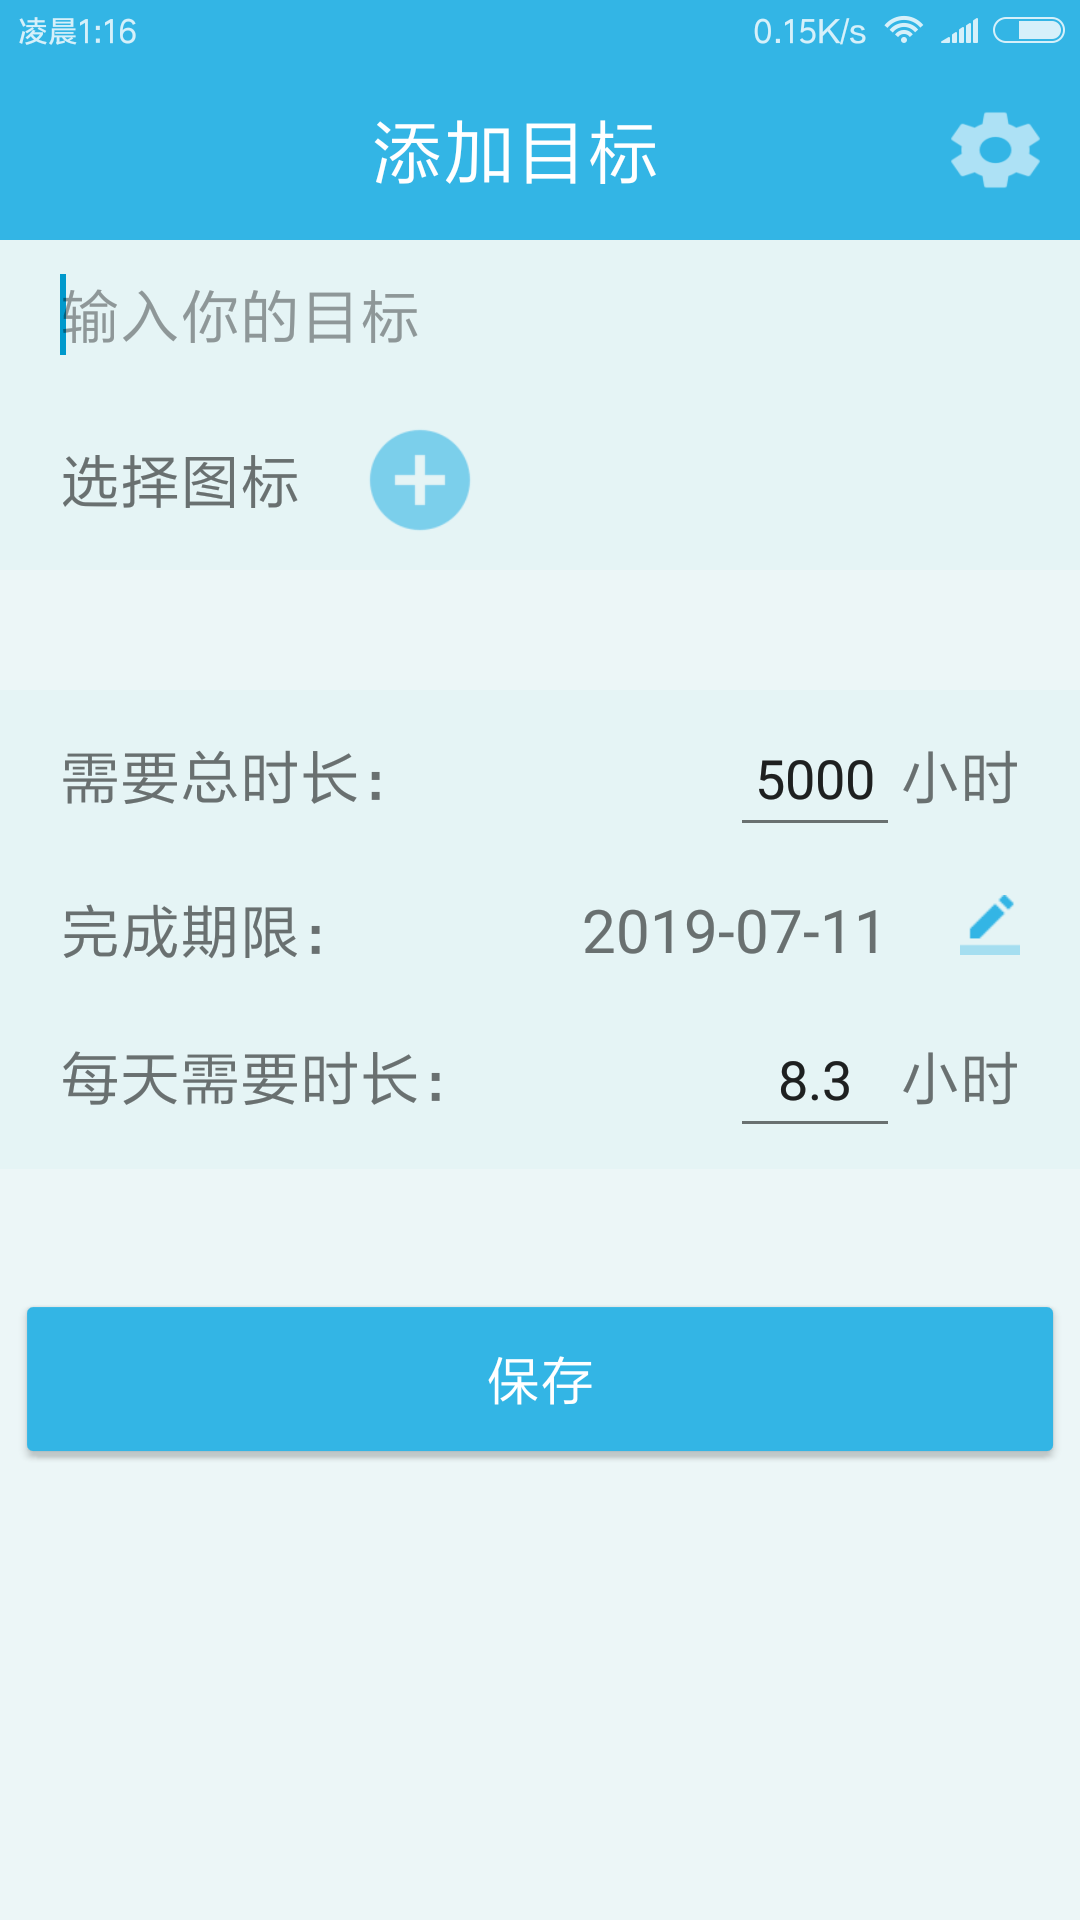 凌晨1:16 0.15K/s
添加目标
输入你的目标
选择图标
需要总时长： 5000 小时
完成期限： 2019-07-11
每天需要时长： 8.3 小时
保存